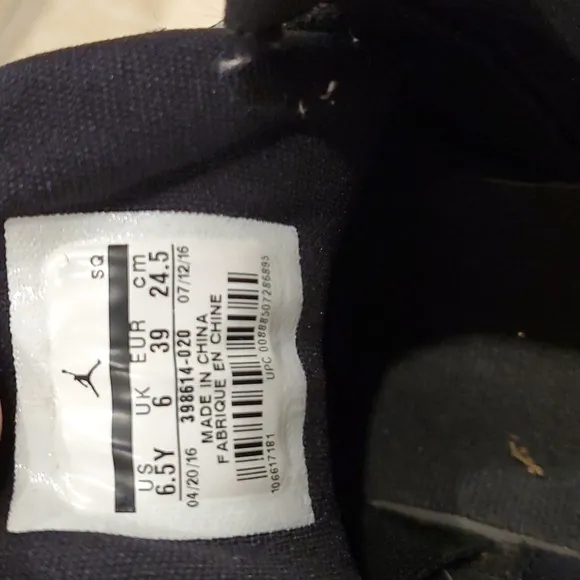 SQ
US UK EUR cm
6.5Y 6 39 24.5
04/20/16 398614-020 07/12/16
MADE IN CHINA
FABRIQUE EN CHINE
UPC 00888507286893
106617181